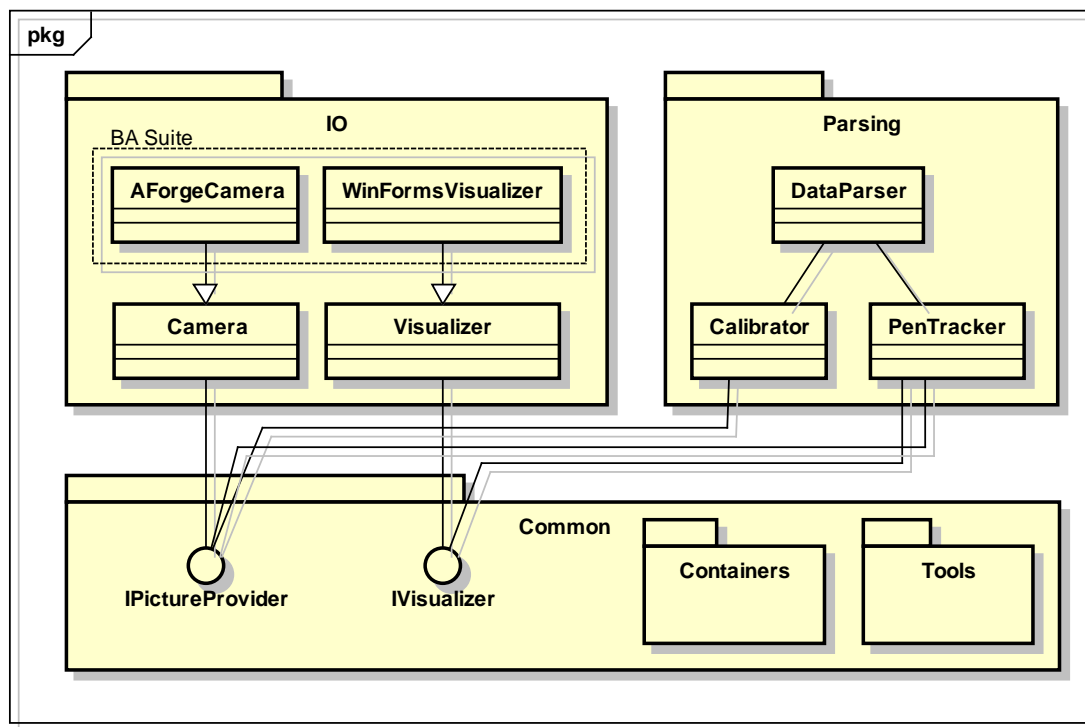 pkg
IO
BA Suite
AForgeCamera
WinFormsVisualizer
Camera
Visualizer
Parsing
DataParser
Calibrator
PenTracker
Common
IPictureProvider
IVisualizer
Containers
Tools